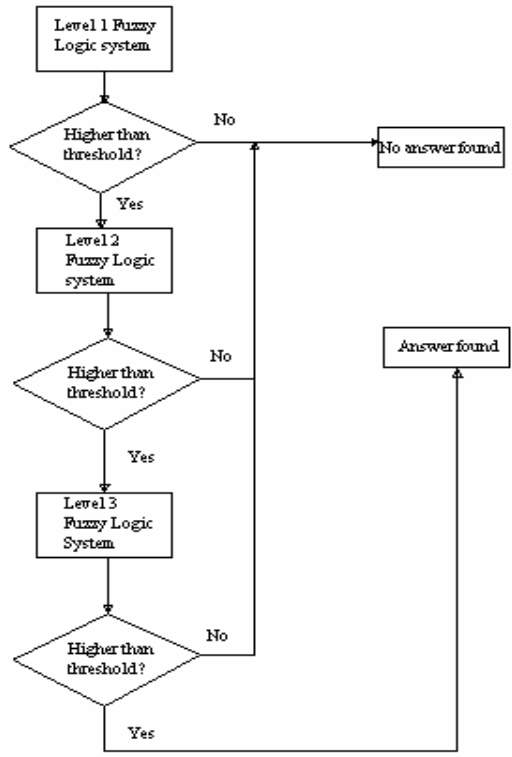 Level 1 Fuzzy
Logic system
No
Higher than
threshold?
No answer found
Yes
Level 2
Fuzzy Logic
system
No
Answer found
Higher than
threshold?
Yes
Level 3
Fuzzy Logic
System
No
Higher than
threshold?
Yes